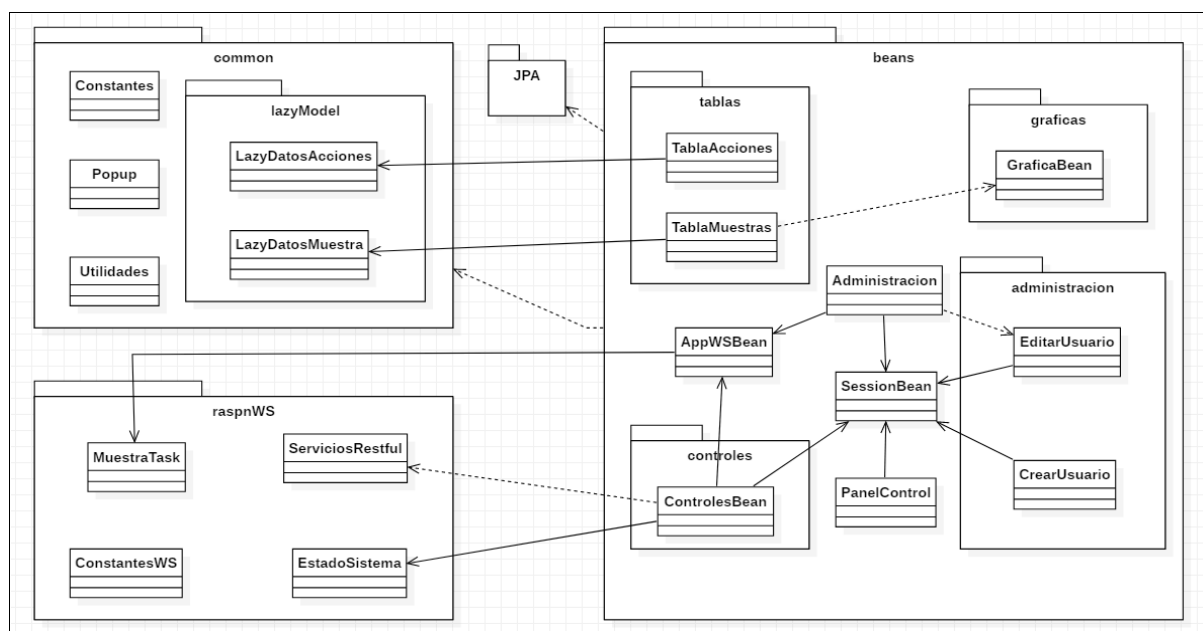 common
Constantes
Popup
Utilidades
lazyModel
LazyDatosAcciones
LazyDatosMuestra
JPA
beans
tablas
TablaAcciones
TablaMuestras
graficas
GraficaBean
Administracion
administracion
AppWSBean
EditarUsuario
SessionBean
controles
ControlesBean
PanelControl
CrearUsuario
raspnWS
MuestraTask
ServiciosRestful
ConstantesWS
EstadoSistema